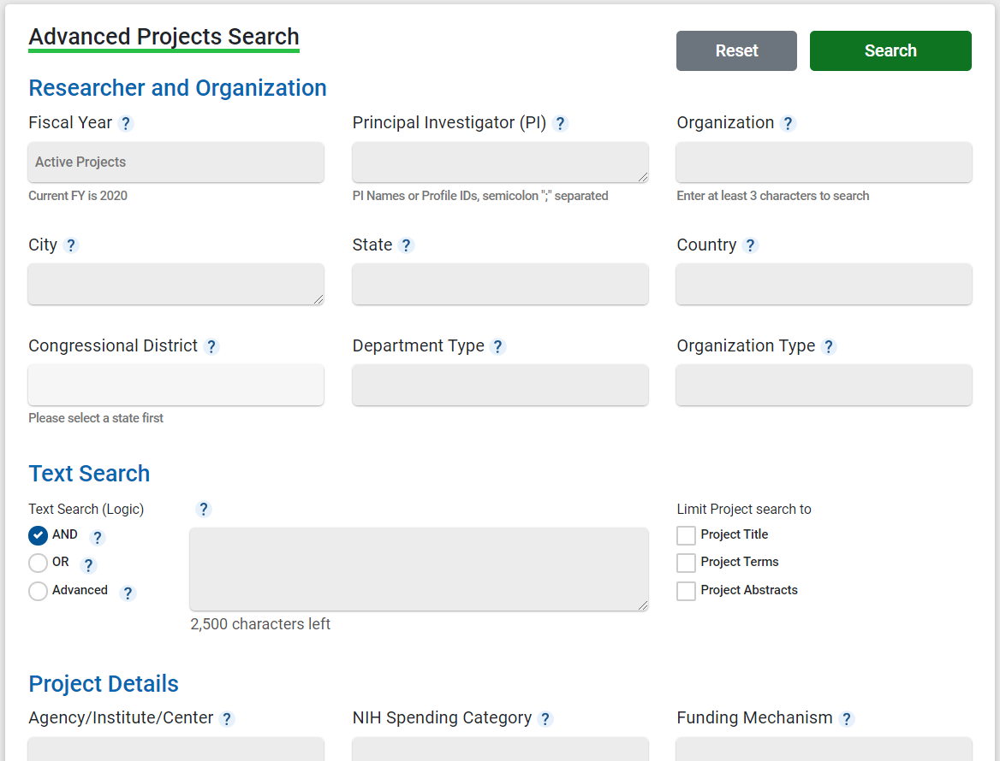 Advanced Projects Search
Reset
Search
Researcher and Organization
Fiscal Year ?
Principal Investigator (PI) ?
Organization ?
Active Projects
Current FY is 2020
PI Names or Profile IDs, semicolon ";" separated
Enter at least 3 characters to search
City ?
State ?
Country ?
Congressional District ?
Department Type ?
Organization Type ?
Please select a state first
Text Search
Text Search (Logic)
?
Limit Project search to
AND ?
Project Title
OR ?
Project Terms
Advanced ?
Project Abstracts
2,500 characters left
Project Details
Agency/Institute/Center ?
NIH Spending Category ?
Funding Mechanism ?